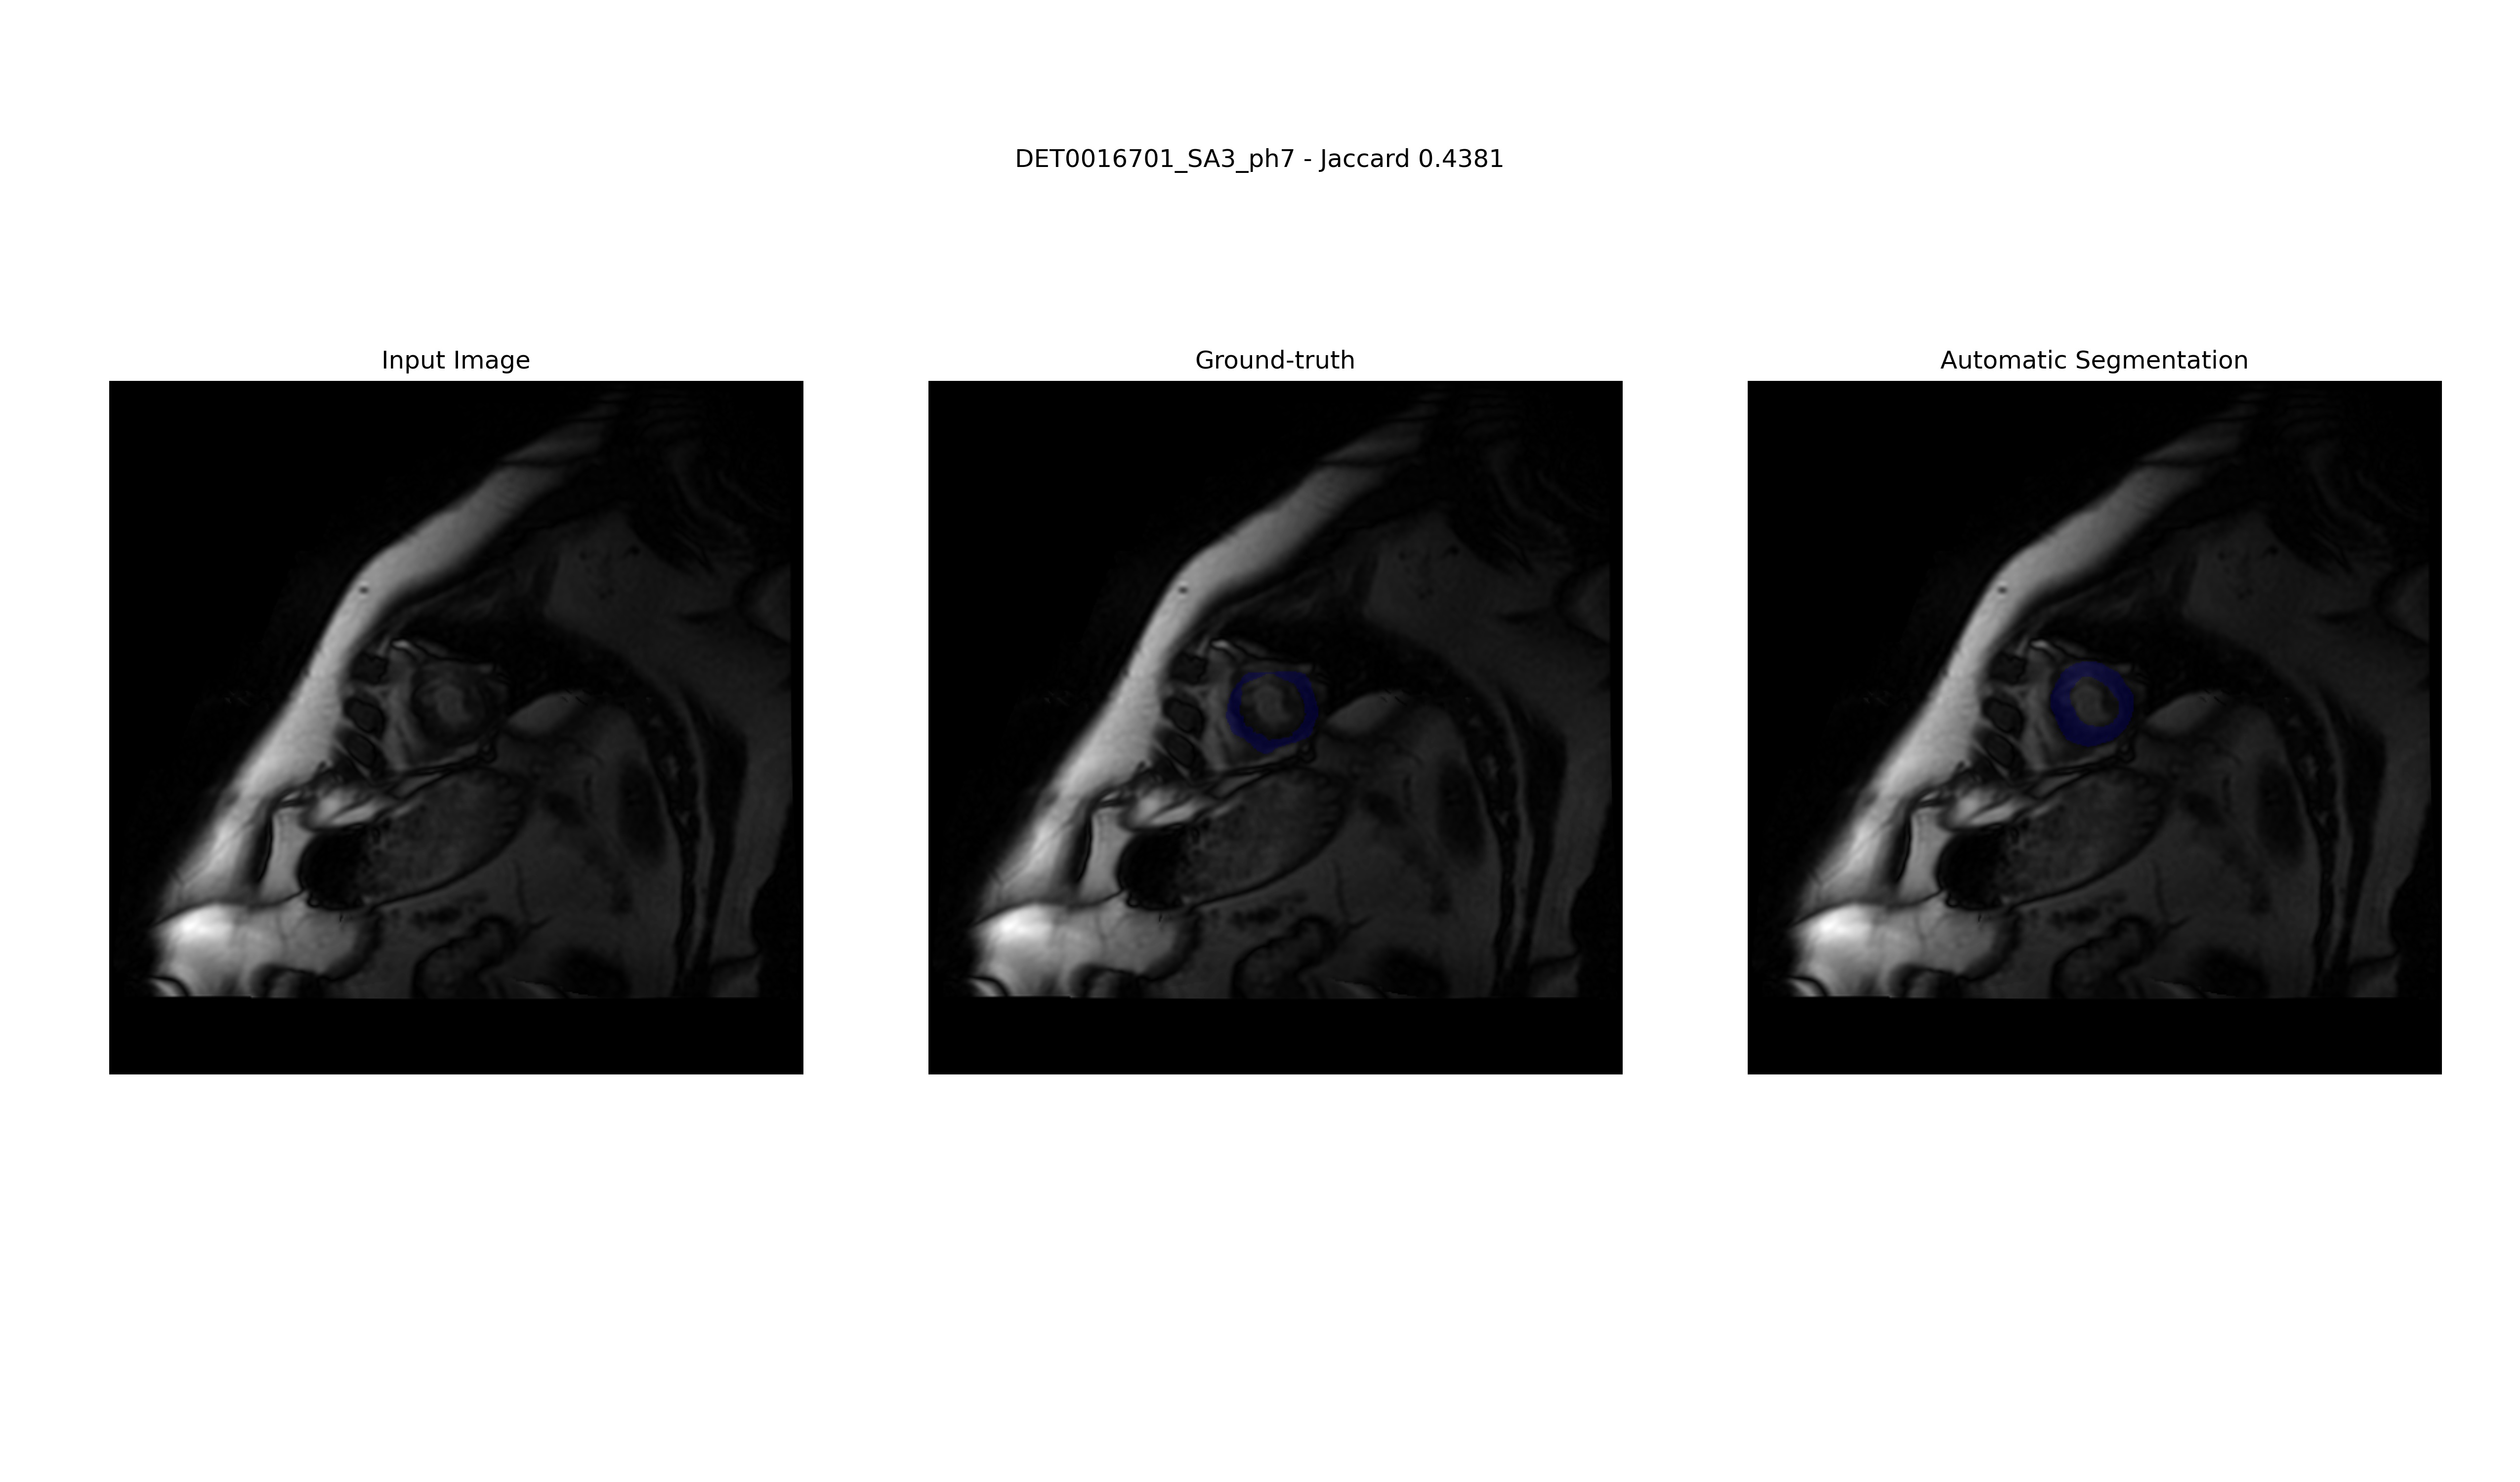 DET0016701_SA3_ph7 - Jaccard 0.4381
Input Image
Ground-truth
Automatic Segmentation